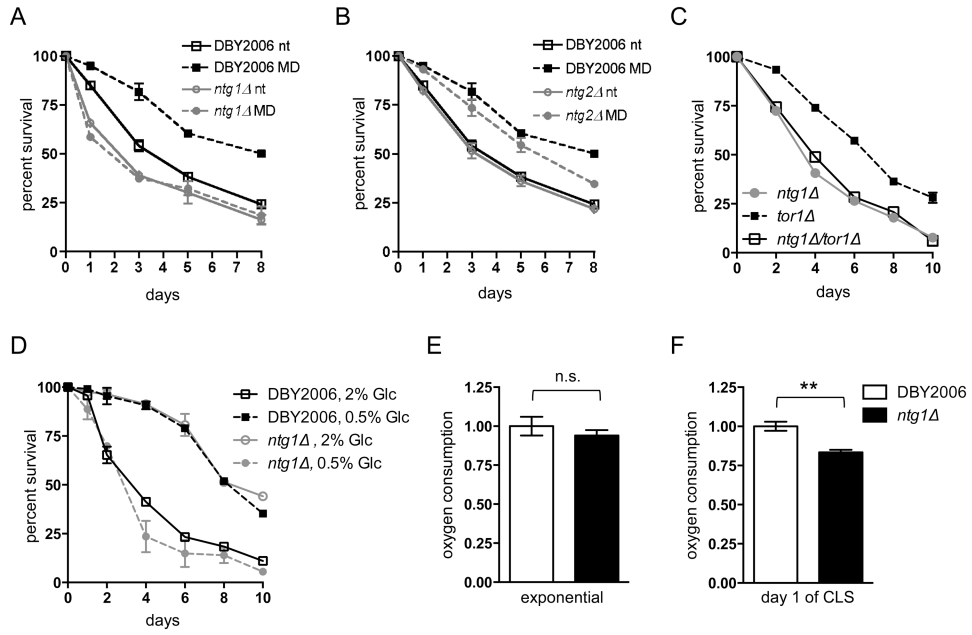 A
DBY2006 nt
DBY2006 MD
ntg1Δ nt
ntg1Δ MD
percent survival
100
75
50
25
0
0 1 2 3 4 5 6 7 8
days
B
DBY2006 nt
DBY2006 MD
ntg2Δ nt
ntg2Δ MD
percent survival
100
75
50
25
0
0 1 2 3 4 5 6 7 8
days
C
percent survival
100
75
50
25
0
ntg1Δ
tor1Δ
ntg1Δ/tor1Δ
0 2 4 6 8 10
days
D
DBY2006, 2% Glc
DBY2006, 0.5% Glc
ntg1Δ , 2% Glc
ntg1Δ, 0.5% Glc
percent survival
100
75
50
25
0
0 2 4 6 8 10
days
E
n.s.
oxygen consumption
1.25
1.00
0.75
0.50
0.25
0.00
exponential
F
**
DBY2006
ntg1Δ
oxygen consumption
1.25
1.00
0.75
0.50
0.25
0.00
day 1 of CLS